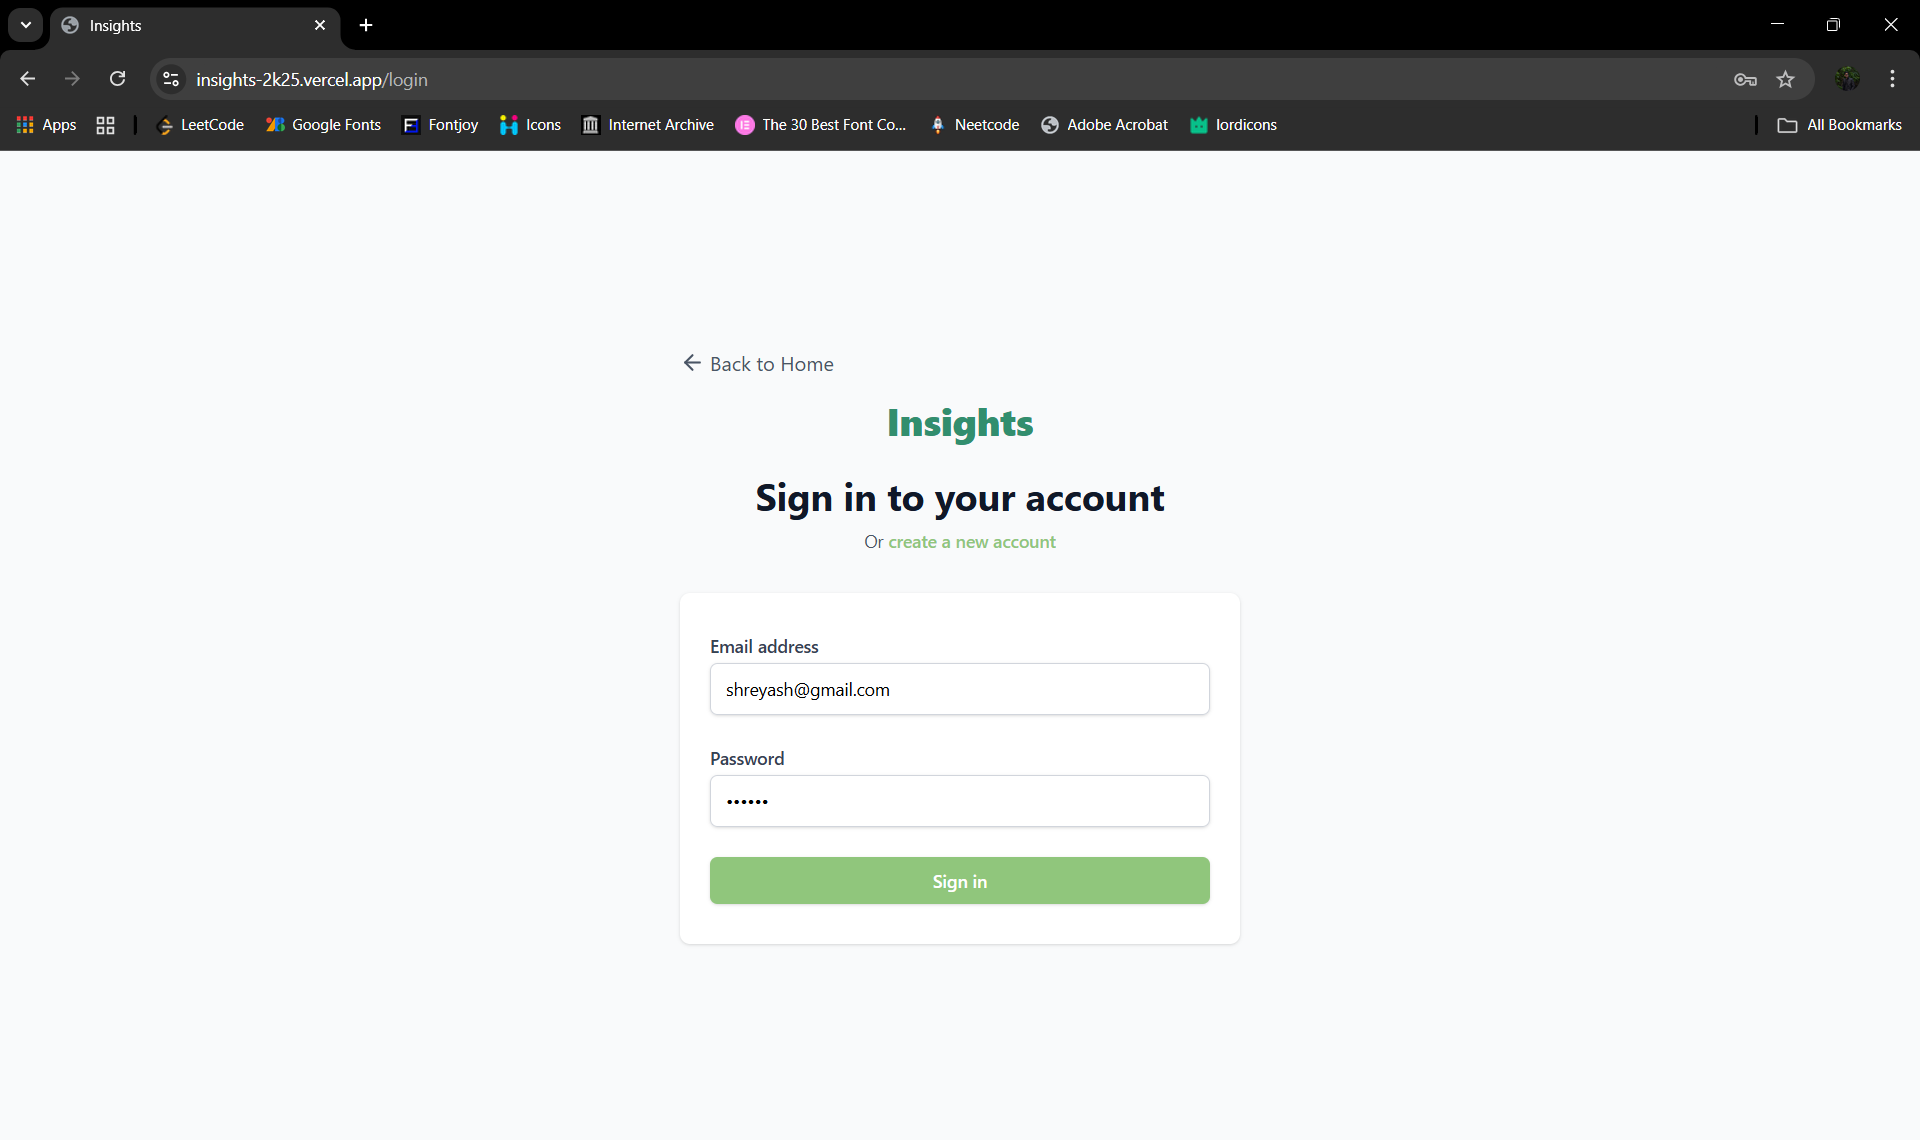 Insights
insights-2k25.vercel.app/login
Apps LeetCode Google Fonts Fontjoy Icons Internet Archive The 30 Best Font Co... Neetcode Adobe Acrobat lordicons All Bookmarks
Back to Home
Insights
Sign in to your account
Or create a new account
Email address
shreyash@gmail.com
Password
••••••
Sign in